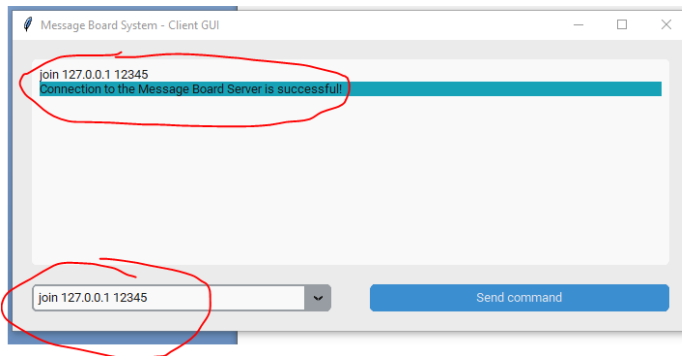 Message Board System - Client GUI
join 127.0.0.1 12345
Connection to the Message Board Server is successful!
join 127.0.0.1 12345
Send command